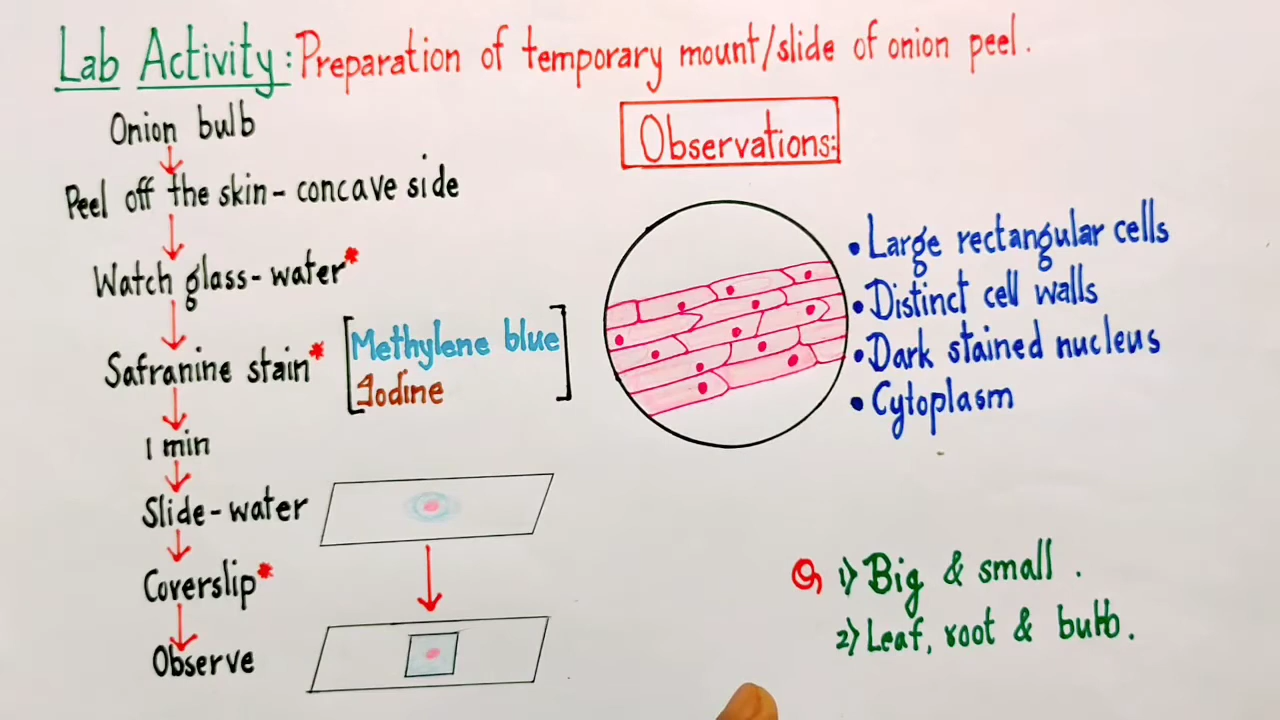 Lab Activity: Preparation of temporary mount/slide of onion peel.
Onion bulb
Peel off the skin- concave side
Watch glass-water*
Safranine stain* [Methylene blue
Iodine]
1 min
Slide-water
Coverslip*
Observe
Observations:
• Large rectangular cells
• Distinct cell walls
• Dark stained nucleus
• Cytoplasm
Q 1) Big & small.
2) Leaf, root & bulb.